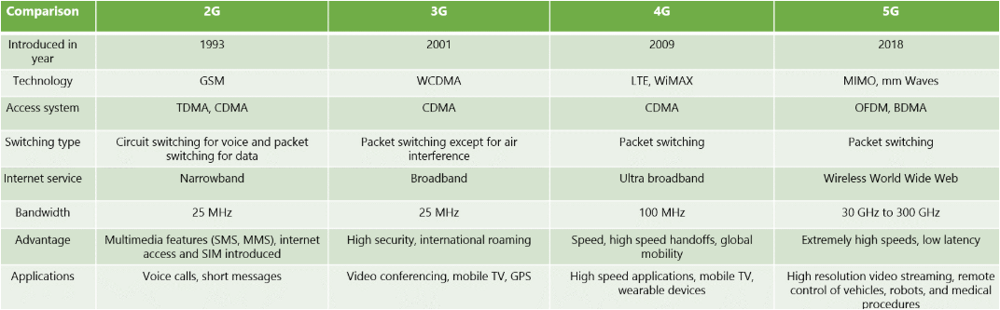 Comparison 2G 3G 4G 5G
Introduced in year 1993 2001 2009 2018
Technology GSM WCDMA LTE, WiMAX MIMO, mm Waves
Access system TDMA, CDMA CDMA CDMA OFDM, BDMA
Switching type Circuit switching for voice and packet switching for data Packet switching except for air interference Packet switching Packet switching
Internet service Narrowband Broadband Ultra broadband Wireless World Wide Web
Bandwidth 25 MHz 25 MHz 100 MHz 30 GHz to 300 GHz
Advantage Multimedia features (SMS, MMS), internet access and SIM introduced High security, international roaming Speed, high speed handoffs, global mobility Extremely high speeds, low latency
Applications Voice calls, short messages Video conferencing, mobile TV, GPS High speed applications, mobile TV, wearable devices High resolution video streaming, remote control of vehicles, robots, and medical procedures